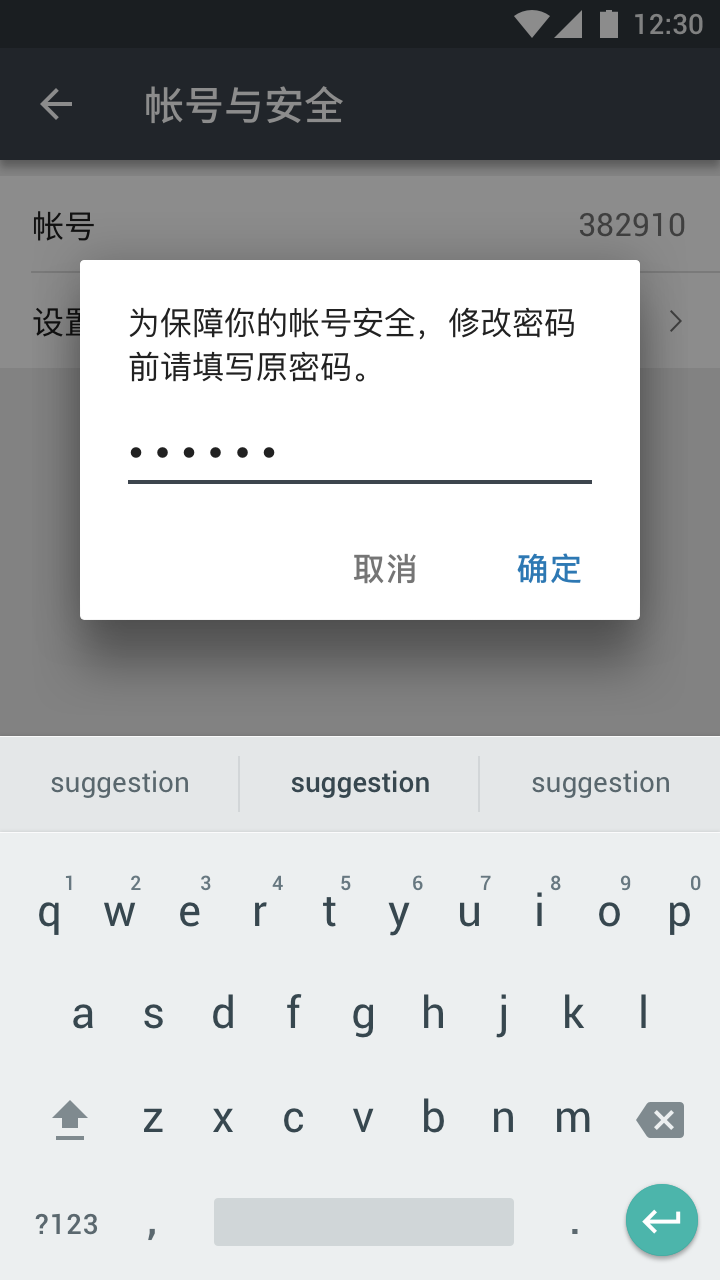 12:30
帐号与安全
帐号 382910
设置
为保障你的帐号安全，修改密码
前请填写原密码。
••••••
取消 确定
suggestion suggestion suggestion
1 2 3 4 5 6 7 8 9 0
q w e r t y u i o p
a s d f g h j k l
z x c v b n m
?123 , .